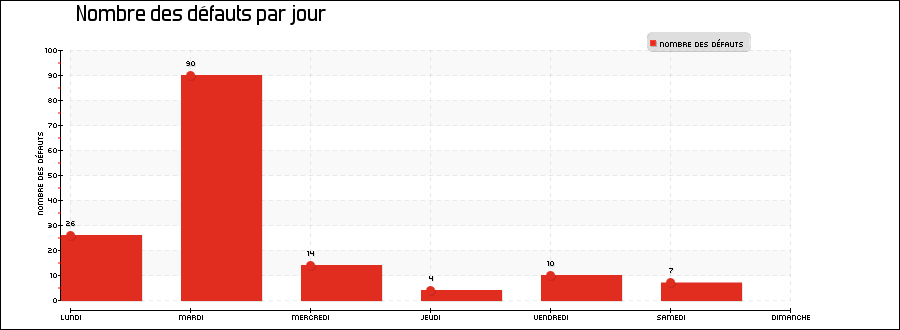 Nombre des défauts par jour
NOMBRE DES DÉFAUTS
100
90
80
70
60
50
40
30
20
10
0
NOMBRE DES DÉFAUTS
26
90
14
4
10
7
LUNDI
MARDI
MERCREDI
JEUDI
VENDREDI
SAMEDI
DIMANCHE